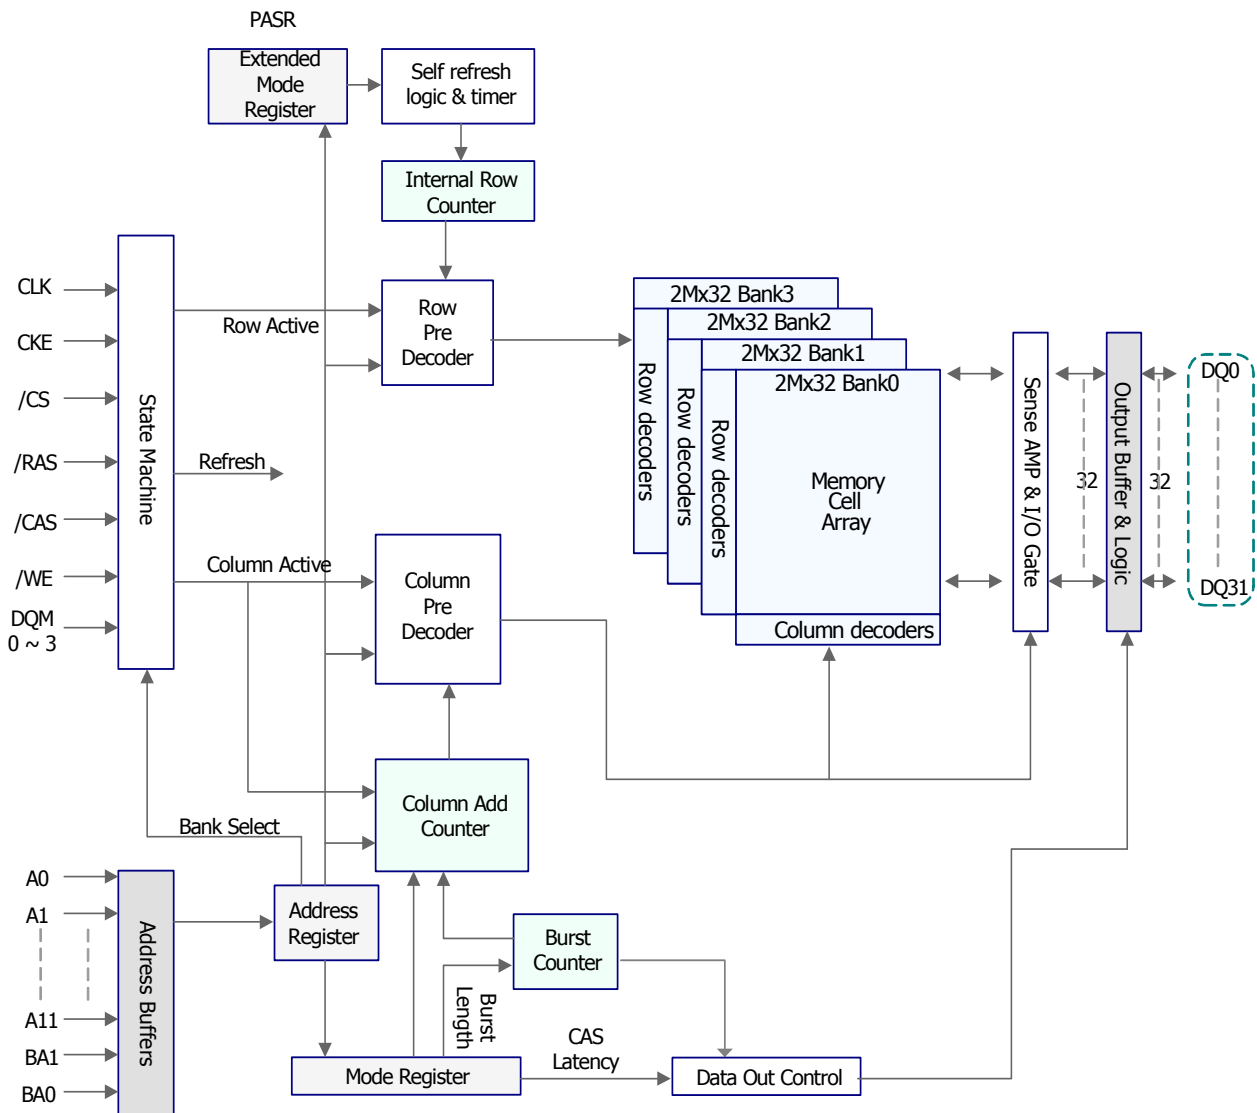 PASR
Extended
Mode
Register
Self refresh
logic & timer
Internal Row
Counter
CLK
CKE
/CS
/RAS
/CAS
/WE
DQM
0 ~ 3
State Machine
Row Active
Refresh
Column Active
Row
Pre
Decoder
Column
Pre
Decoder
2Mx32 Bank3
2Mx32 Bank2
2Mx32 Bank1
2Mx32 Bank0
Row decoders
Row decoders
Row decoders
Memory
Cell
Array
Column decoders
Sense AMP & I/O Gate
32
Output Buffer & Logic
32
DQ0
DQ31
Column Add
Counter
Bank Select
A0
A1
A11
BA1
BA0
Address Buffers
Address
Register
Burst
Counter
Burst
Length
CAS
Latency
Mode Register
Data Out Control